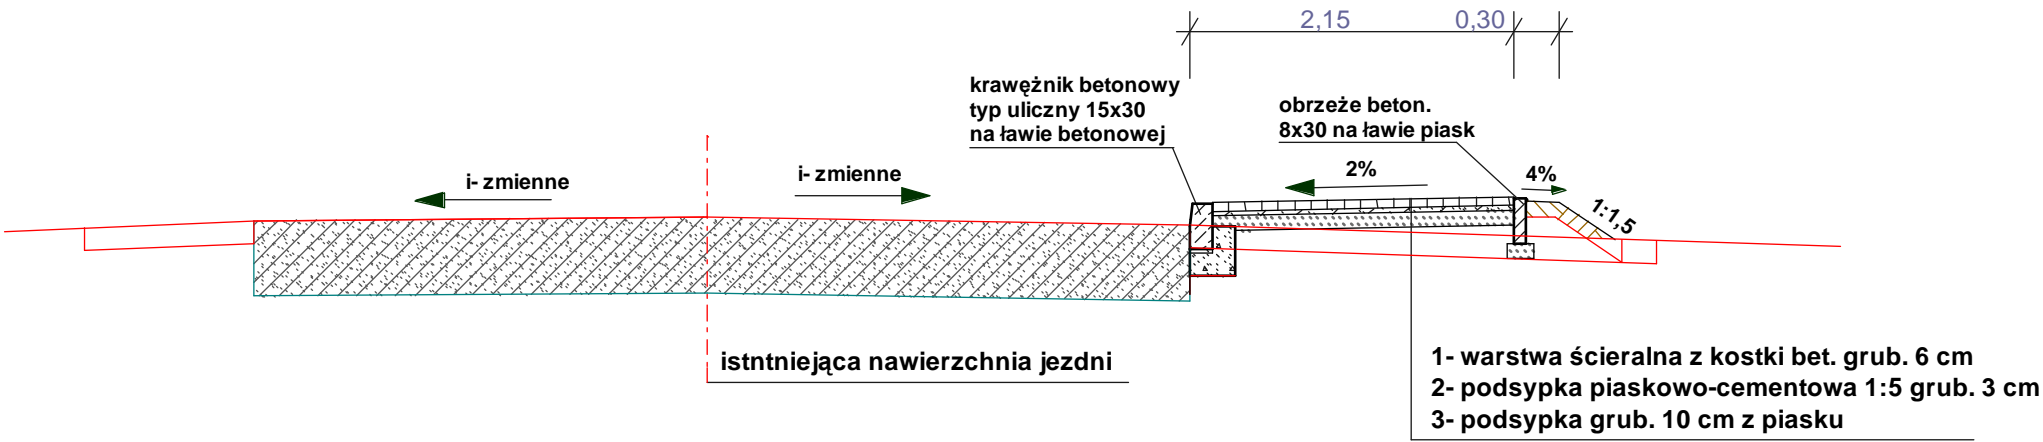 2,15
0,30
krawężnik betonowy
typ uliczny 15x30
na ławie betonowej
obrzeże beton.
8x30 na ławie piask
i- zmienne
i- zmienne
2%
4%
1:1,5
istntniejąca nawierzchnia jezdni
1- warstwa ścieralna z kostki bet. grub. 6 cm
2- podsypka piaskowo-cementowa 1:5 grub. 3 cm
3- podsypka grub. 10 cm z piasku